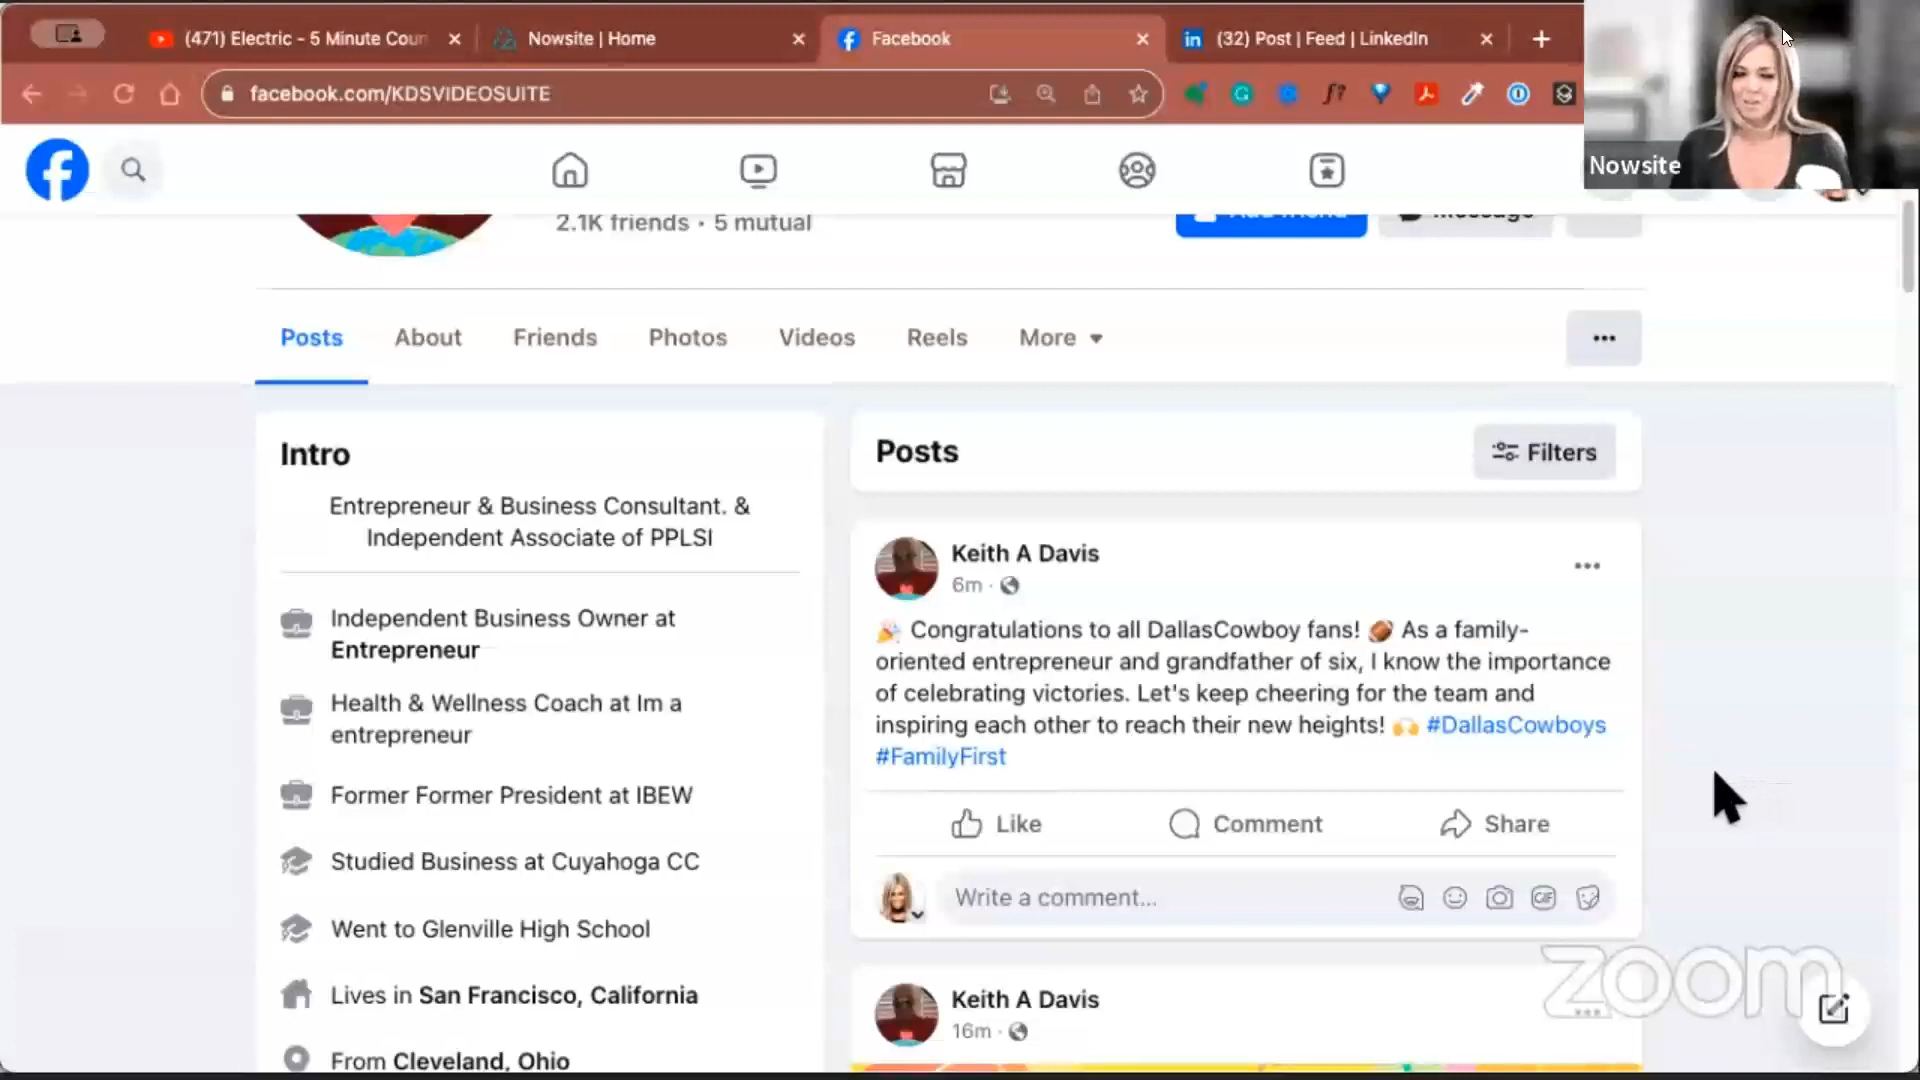 (471) Electric - 5 Minute Coun
Nowsite | Home
Facebook
(32) Post | Feed | LinkedIn
facebook.com/KDSVIDEOSUITE
Nowsite
2.1K friends · 5 mutual
Add friend
Message
Posts
About
Friends
Photos
Videos
Reels
More
Intro
Entrepreneur & Business Consultant. &
Independent Associate of PPLSI
Independent Business Owner at
Entrepreneur
Health & Wellness Coach at Im a
entrepreneur
Former Former President at IBEW
Studied Business at Cuyahoga CC
Went to Glenville High School
Lives in San Francisco, California
From Cleveland, Ohio
Posts
Filters
Keith A Davis
6m ·
🎉 Congratulations to all DallasCowboy fans! 🏈 As a family-
oriented entrepreneur and grandfather of six, I know the importance
of celebrating victories. Let's keep cheering for the team and
inspiring each other to reach their new heights! 🙌 #DallasCowboys
#FamilyFirst
Like
Comment
Share
Write a comment...
GIF
Keith A Davis
16m ·
zoom